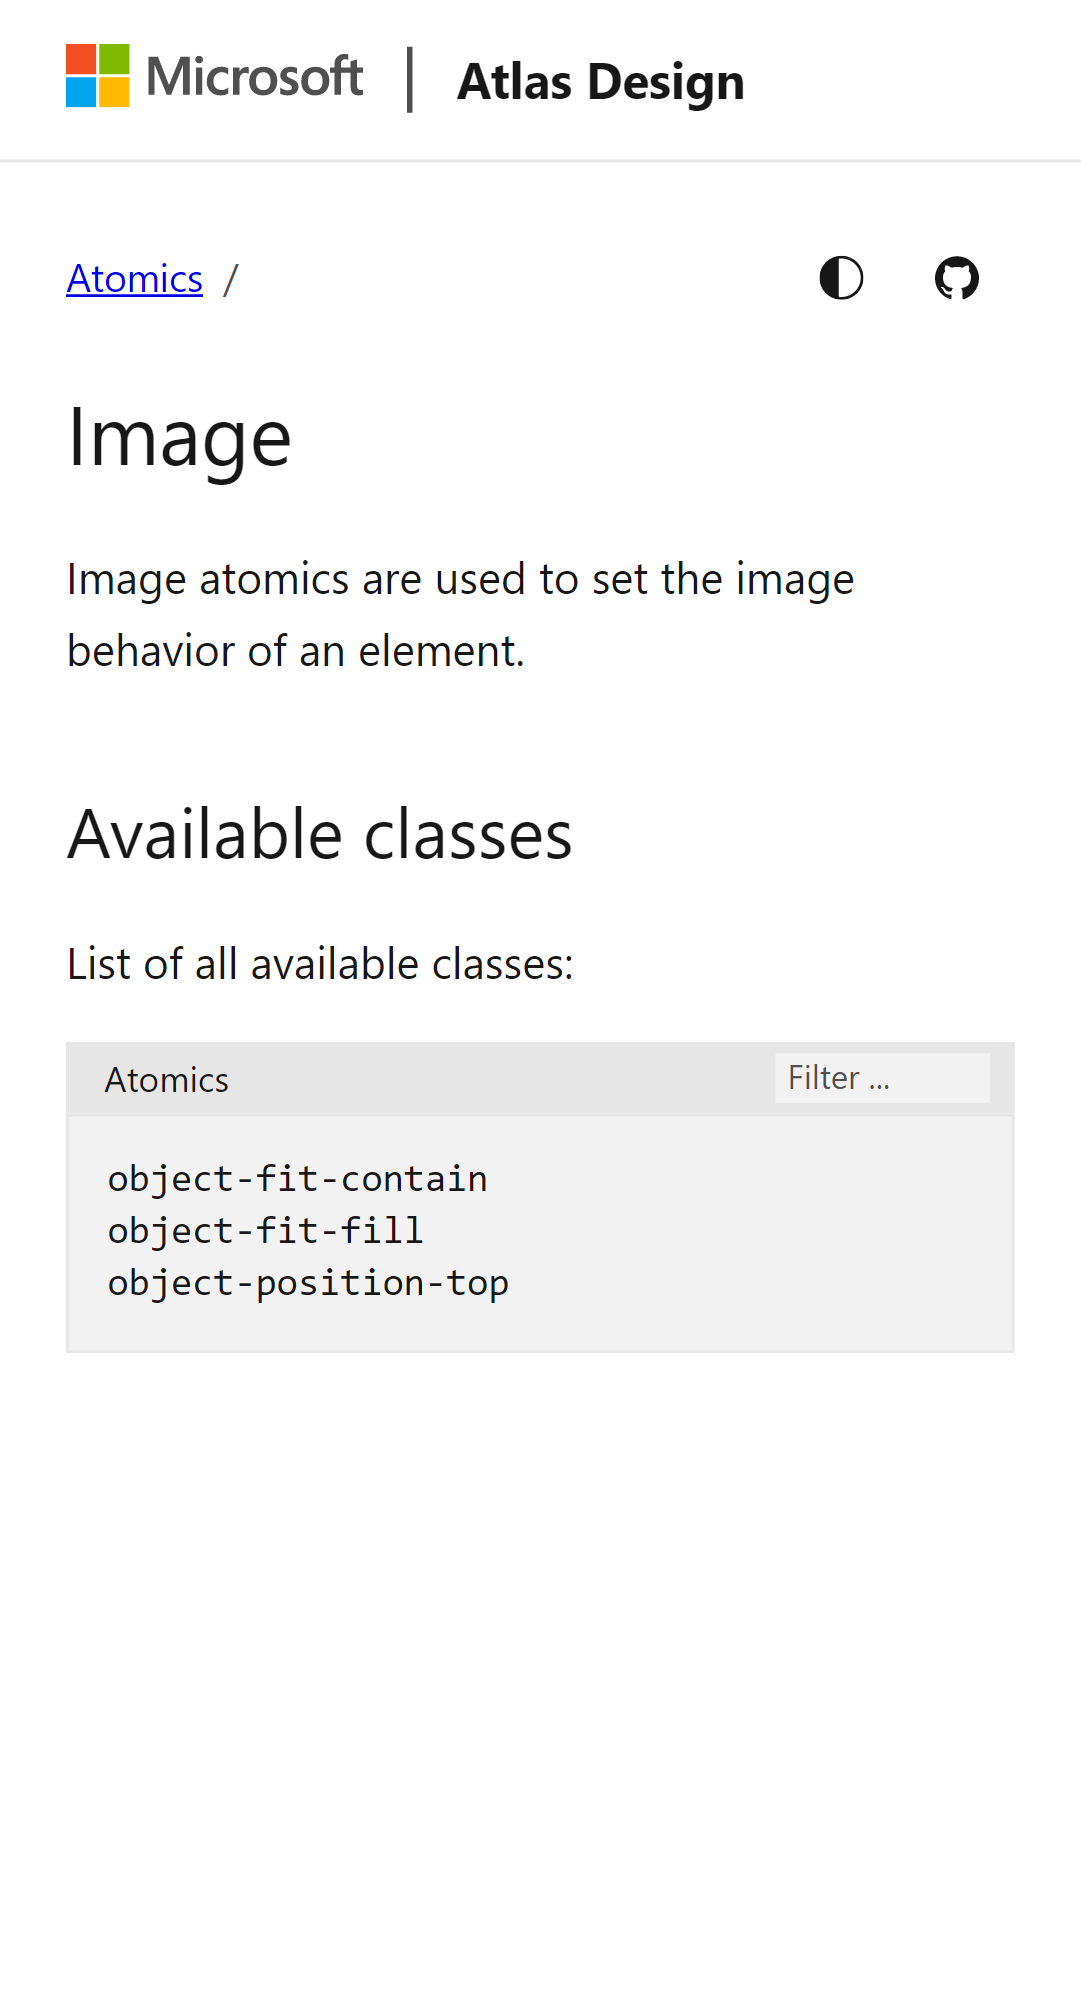 Microsoft | Atlas Design
Atomics /
Image
Image atomics are used to set the image
behavior of an element.
Available classes
List of all available classes:
Atomics
Filter ...
object-fit-contain
object-fit-fill
object-position-top